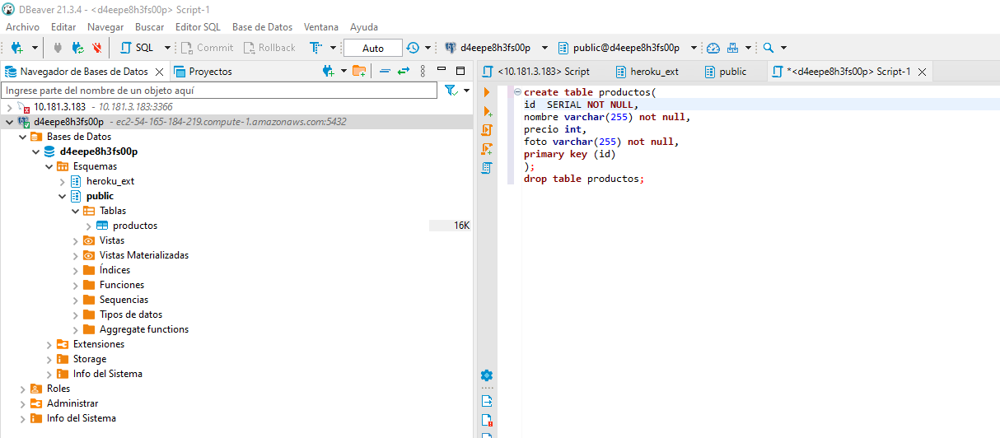 DBeaver 21.3.4 - <d4eepe8h3fs00p> Script-1
Archivo Editar Navegar Buscar Editor SQL Base de Datos Ventana Ayuda
SQL Commit Rollback Auto d4eepe8h3fs00p public@d4eepe8h3fs00p
Navegador de Bases de Datos Proyectos
Ingrese parte del nombre de un objeto aquí
10.181.3.183 - 10.181.3.183:3366
d4eepe8h3fs00p - ec2-54-165-184-219.compute-1.amazonaws.com:5432
Bases de Datos
d4eepe8h3fs00p
Esquemas
heroku_ext
public
Tablas
productos 16K
Vistas
Vistas Materializadas
Índices
Funciones
Secuencias
Tipos de datos
Aggregate functions
Extensiones
Storage
Info del Sistema
Roles
Administrar
Info del Sistema
<10.181.3.183> Script heroku_ext public *<d4eepe8h3fs00p> Script-1
create table productos(
id  SERIAL NOT NULL,
nombre varchar(255) not null,
precio int,
foto varchar(255) not null,
primary key (id)
);
drop table productos;